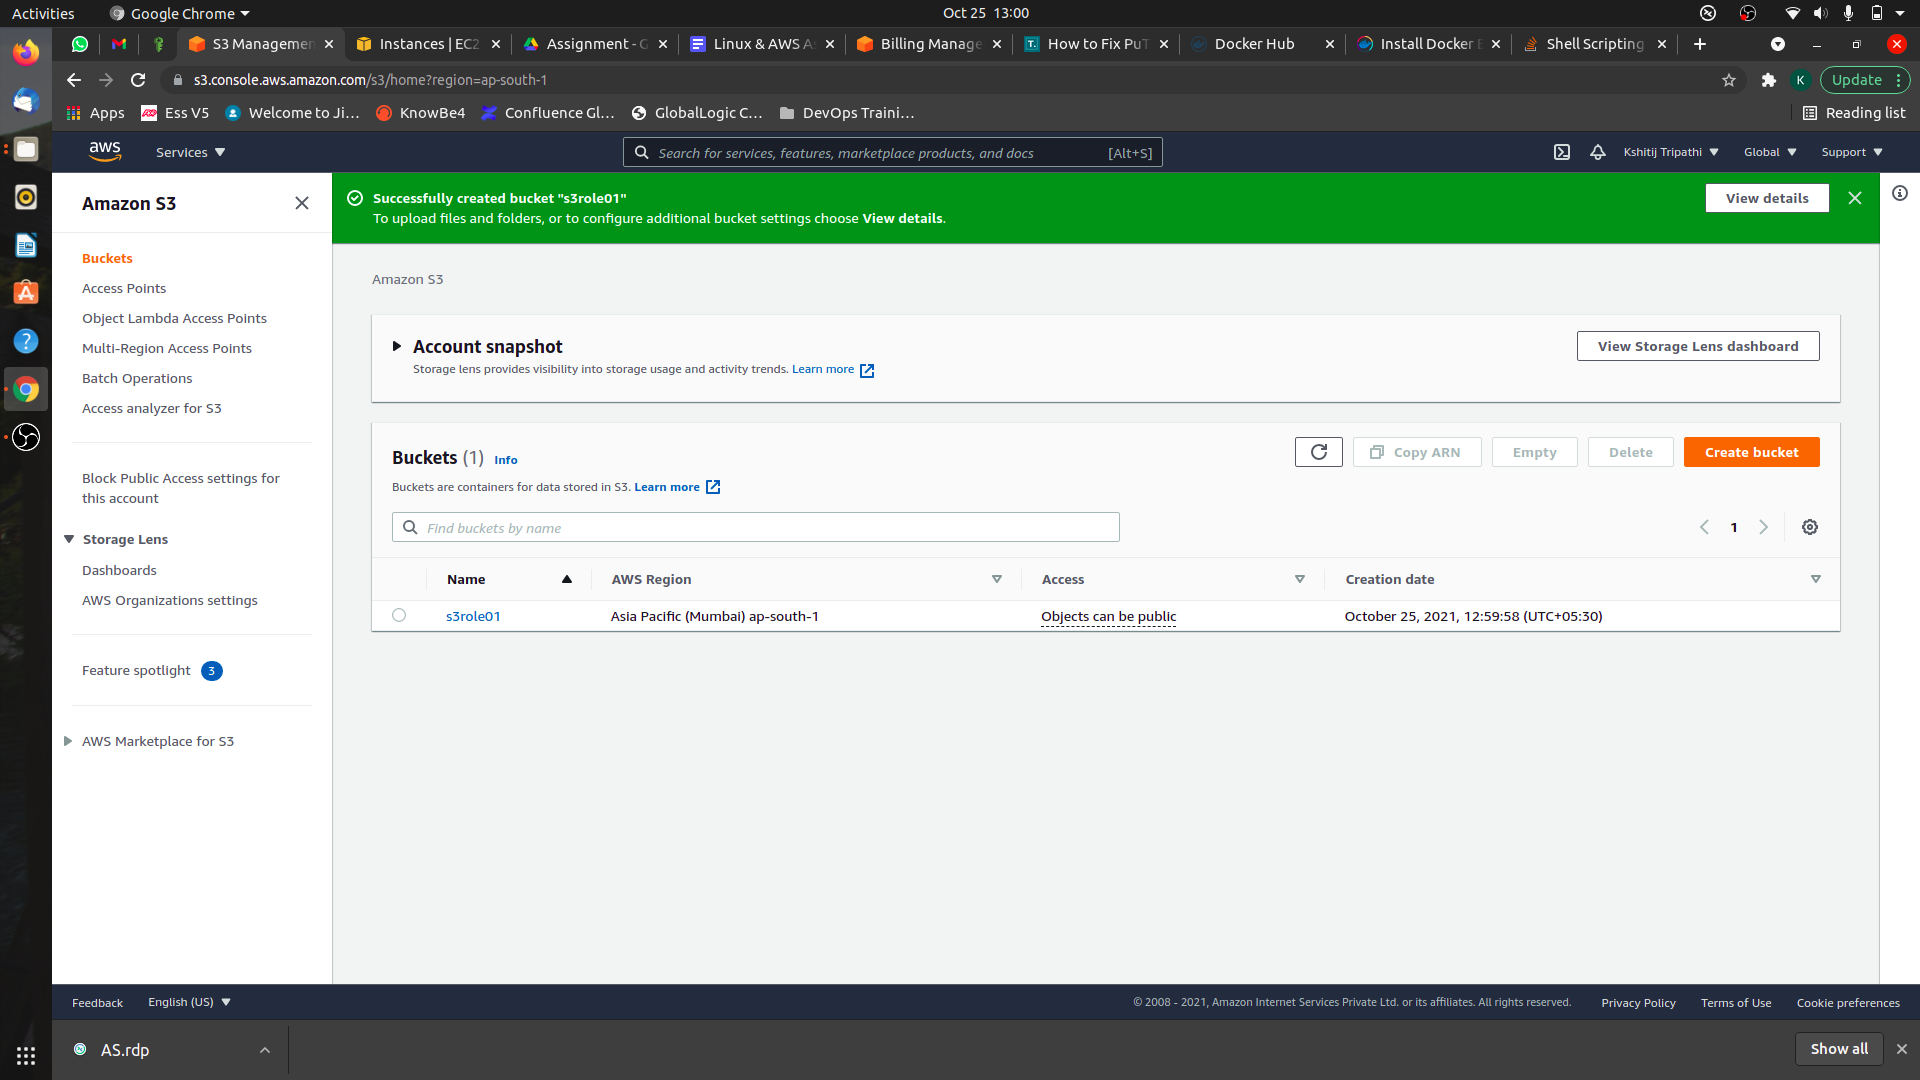 Activities
Google Chrome
Oct 25 13:00
S3 Managemen
Instances | EC2
Assignment - G
Linux & AWS A
Billing Manage
How to Fix PuT
Docker Hub
Install Docker E
Shell Scripting
s3.console.aws.amazon.com/s3/home?region=ap-south-1
K
Update
Apps
Ess V5
Welcome to Ji...
KnowBe4
Confluence Gl...
GlobalLogic C...
DevOps Traini...
Reading list
aws
Services
Search for services, features, marketplace products, and docs
[Alt+S]
Kshitij Tripathi
Global
Support
Amazon S3
Successfully created bucket "s3role01"
To upload files and folders, or to configure additional bucket settings choose View details.
View details
Buckets
Access Points
Object Lambda Access Points
Multi-Region Access Points
Batch Operations
Access analyzer for S3
Block Public Access settings for
this account
Storage Lens
Dashboards
AWS Organizations settings
Feature spotlight 3
AWS Marketplace for S3
Amazon S3
Account snapshot
Storage lens provides visibility into storage usage and activity trends. Learn more
View Storage Lens dashboard
Buckets (1) Info
Buckets are containers for data stored in S3. Learn more
Copy ARN
Empty
Delete
Create bucket
Find buckets by name
1
Name
AWS Region
Access
Creation date
s3role01
Asia Pacific (Mumbai) ap-south-1
Objects can be public
October 25, 2021, 12:59:58 (UTC+05:30)
Feedback
English (US)
© 2008 - 2021, Amazon Internet Services Private Ltd. or its affiliates. All rights reserved.
Privacy Policy
Terms of Use
Cookie preferences
AS.rdp
Show all